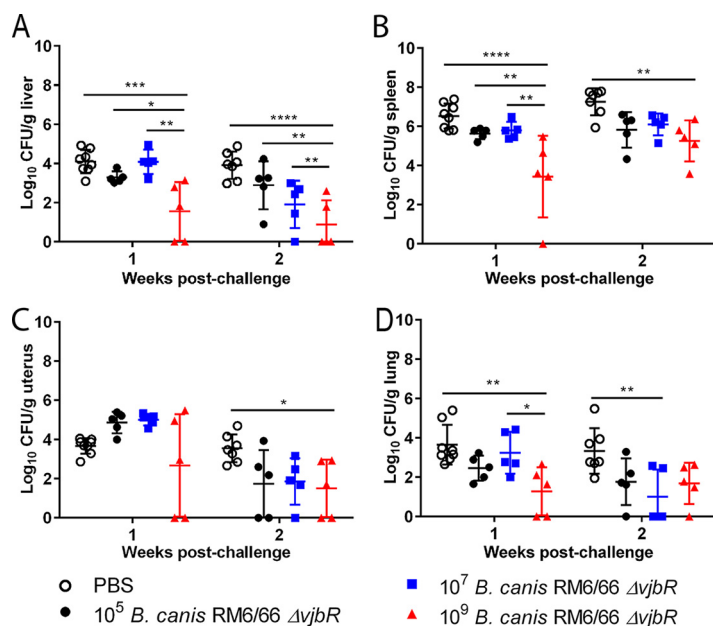 A
Log10 CFU/g liver
10
8
6
4
2
0
***
*
**
****
**
**
1
2
Weeks post-challenge
B
Log10 CFU/g spleen
10
8
6
4
2
0
****
**
**
**
1
2
Weeks post-challenge
C
Log10 CFU/g uterus
10
8
6
4
2
0
*
1
2
Weeks post-challenge
D
Log10 CFU/g lung
10
8
6
4
2
0
**
*
**
1
2
Weeks post-challenge
PBS
10^5 B. canis RM6/66 ΔvjbR
10^7 B. canis RM6/66 ΔvjbR
10^9 B. canis RM6/66 ΔvjbR